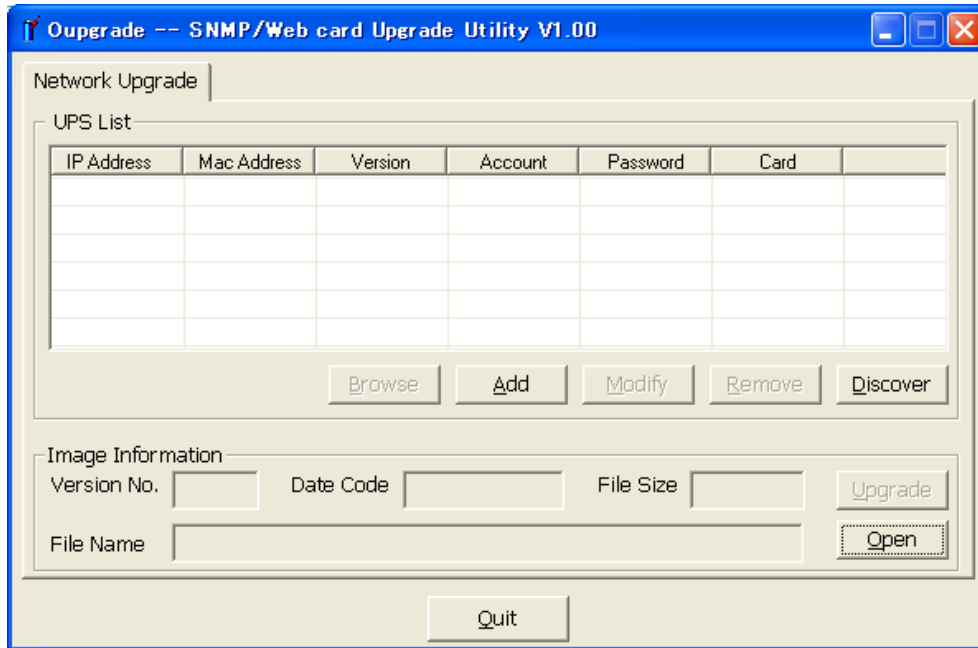 Oupgrade -- SNMP/Web card Upgrade Utility V1.00
Network Upgrade
UPS List
IP Address Mac Address Version Account Password Card
Browse Add Modify Remove Discover
Image Information
Version No. Date Code File Size Upgrade
File Name Open
Quit